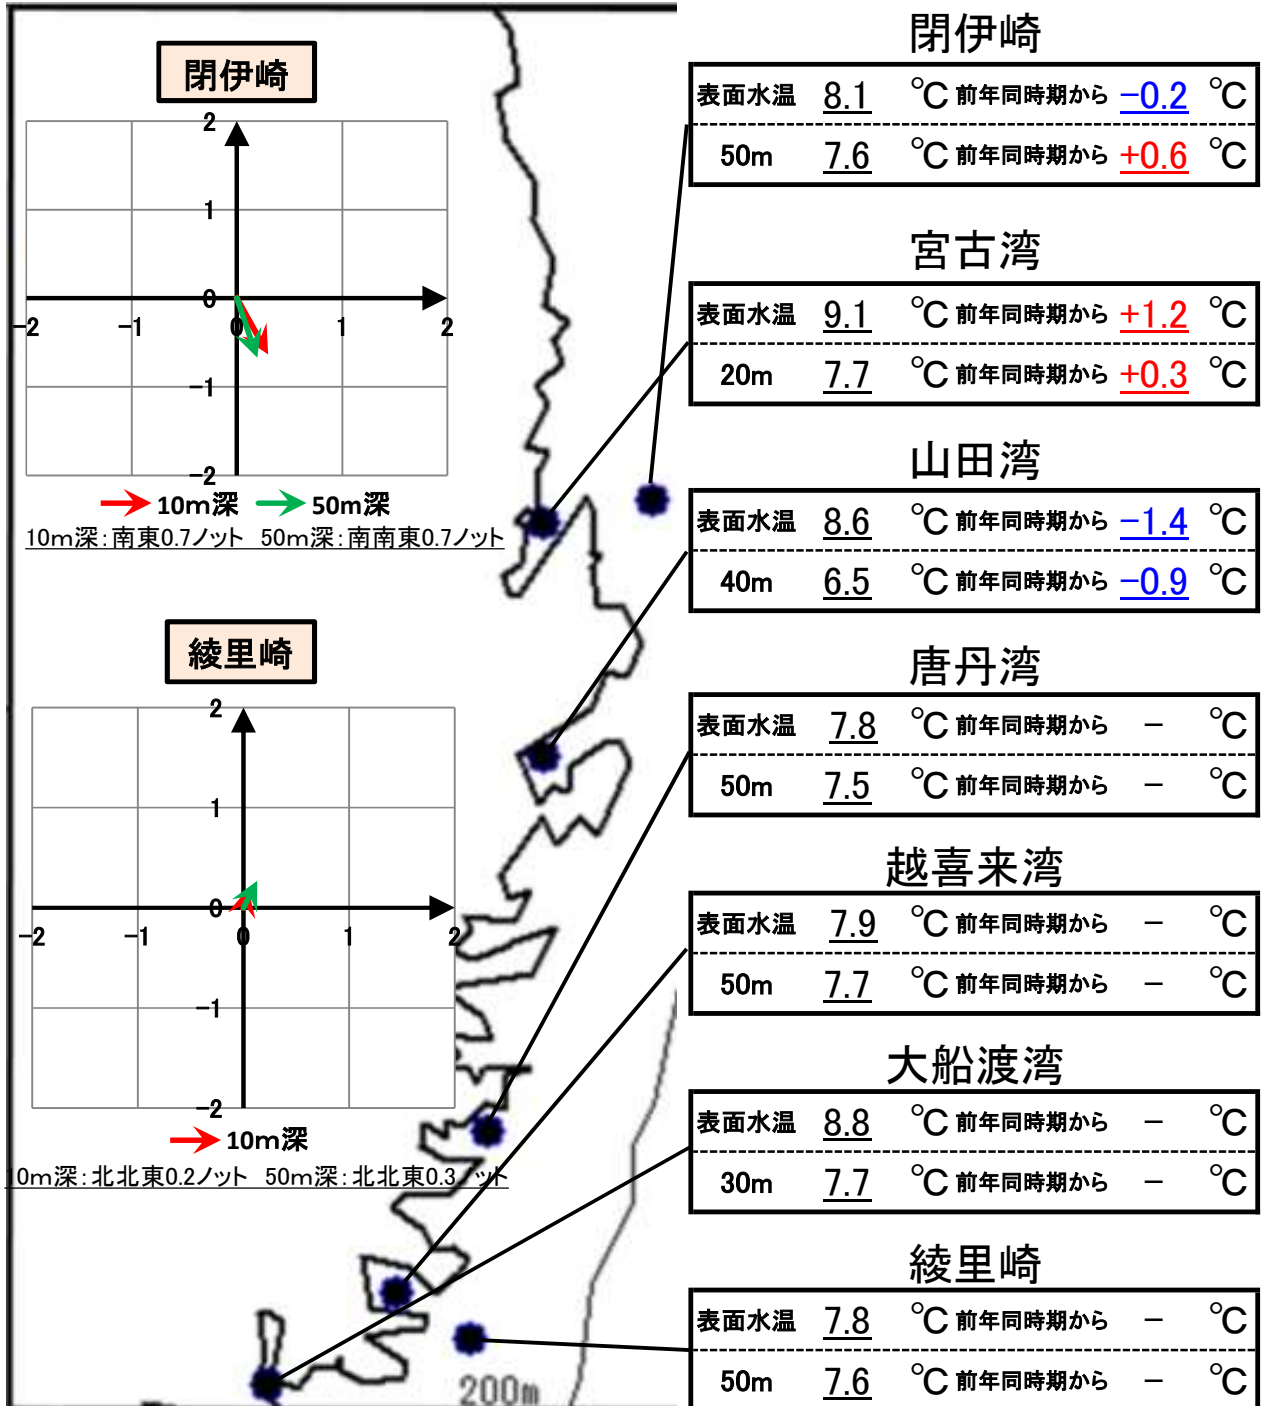 閉伊崎
2
1
0
-2
-1
0
1
2
-1
-2
10m深 50m深
10m深：南東0.7ノット 50m深：南南東0.7ノット
綾里崎
2
1
0
-2
-1
0
1
2
-1
-2
10m深
10m深：北北東0.2ノット 50m深：北北東0.3ノット
200m
閉伊崎
表面水温 8.1 ℃ 前年同時期から −0.2 ℃
50m 7.6 ℃ 前年同時期から +0.6 ℃
宮古湾
表面水温 9.1 ℃ 前年同時期から +1.2 ℃
20m 7.7 ℃ 前年同時期から +0.3 ℃
山田湾
表面水温 8.6 ℃ 前年同時期から −1.4 ℃
40m 6.5 ℃ 前年同時期から −0.9 ℃
唐丹湾
表面水温 7.8 ℃ 前年同時期から − ℃
50m 7.5 ℃ 前年同時期から − ℃
越喜来湾
表面水温 7.9 ℃ 前年同時期から − ℃
50m 7.7 ℃ 前年同時期から − ℃
大船渡湾
表面水温 8.8 ℃ 前年同時期から − ℃
30m 7.7 ℃ 前年同時期から − ℃
綾里崎
表面水温 7.8 ℃ 前年同時期から − ℃
50m 7.6 ℃ 前年同時期から − ℃